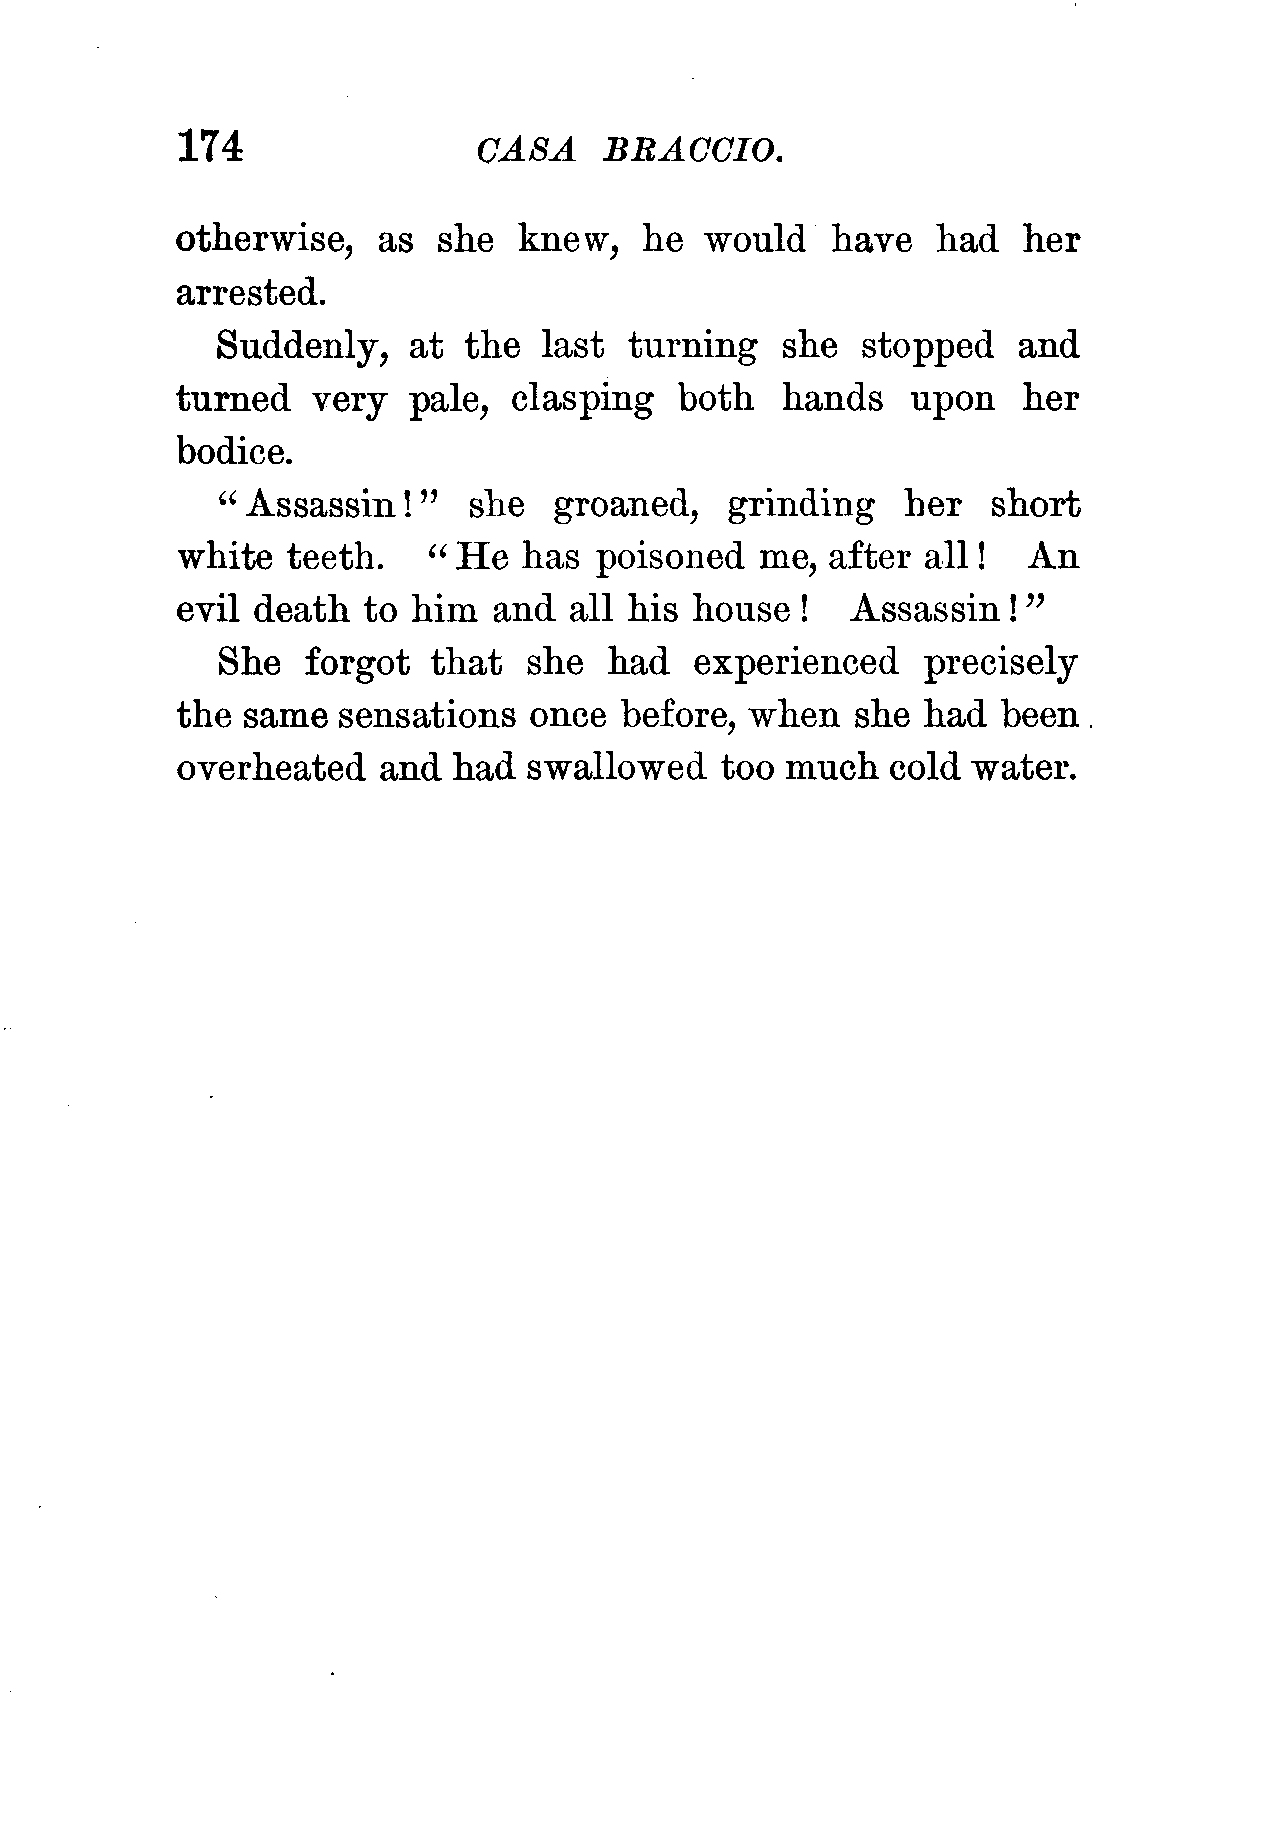 174 CASA BRACCIO.
otherwise, as she knew, he would have had her
arrested.
Suddenly, at the last turning she stopped and
turned very pale, clasping both hands upon her
bodice.
“Assassin!” she groaned, grinding her short
white teeth. “He has poisoned me, after all! An
evil death to him and all his house! Assassin!”
She forgot that she had experienced precisely
the same sensations once before, when she had been
overheated and had swallowed too much cold water.